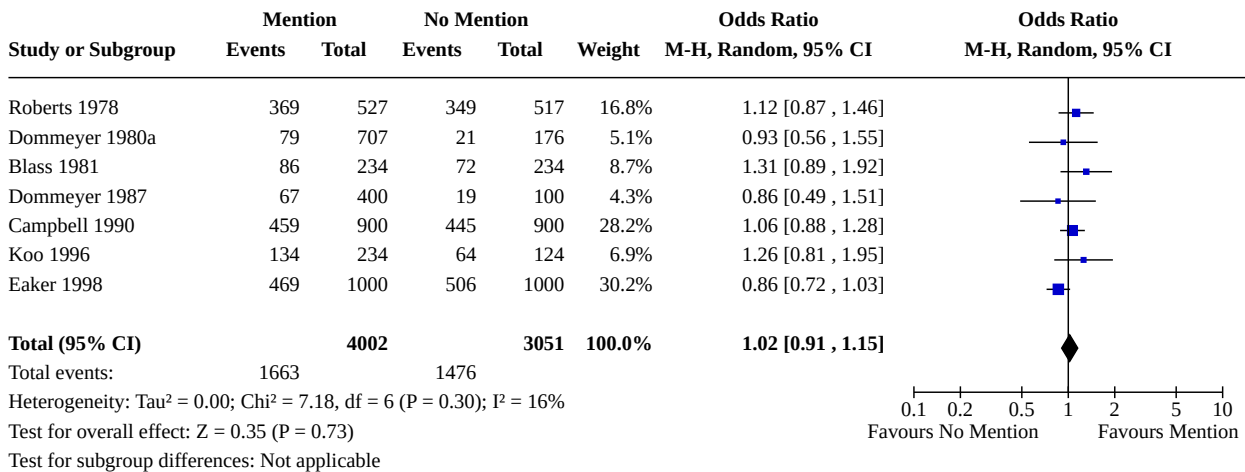 Mention No Mention Odds Ratio Odds Ratio
Study or Subgroup Events Total Events Total Weight M-H, Random, 95% CI M-H, Random, 95% CI
Roberts 1978 369 527 349 517 16.8% 1.12 [0.87 , 1.46]
Dommeyer 1980a 79 707 21 176 5.1% 0.93 [0.56 , 1.55]
Blass 1981 86 234 72 234 8.7% 1.31 [0.89 , 1.92]
Dommeyer 1987 67 400 19 100 4.3% 0.86 [0.49 , 1.51]
Campbell 1990 459 900 445 900 28.2% 1.06 [0.88 , 1.28]
Koo 1996 134 234 64 124 6.9% 1.26 [0.81 , 1.95]
Eaker 1998 469 1000 506 1000 30.2% 0.86 [0.72 , 1.03]
Total (95% CI) 4002 3051 100.0% 1.02 [0.91 , 1.15]
Total events: 1663 1476
Heterogeneity: Tau² = 0.00; Chi² = 7.18, df = 6 (P = 0.30); I² = 16%
0.1 0.2 0.5 1 2 5 10
Test for overall effect: Z = 0.35 (P = 0.73)
Favours No Mention Favours Mention
Test for subgroup differences: Not applicable